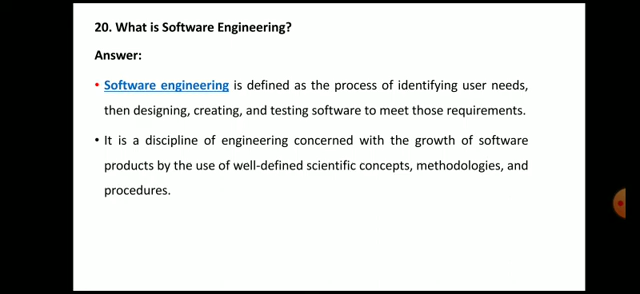 20. What is Software Engineering?
Answer:
• Software engineering is defined as the process of identifying user needs,
then designing, creating, and testing software to meet those requirements.
• It is a discipline of engineering concerned with the growth of software
products by the use of well-defined scientific concepts, methodologies, and
procedures.